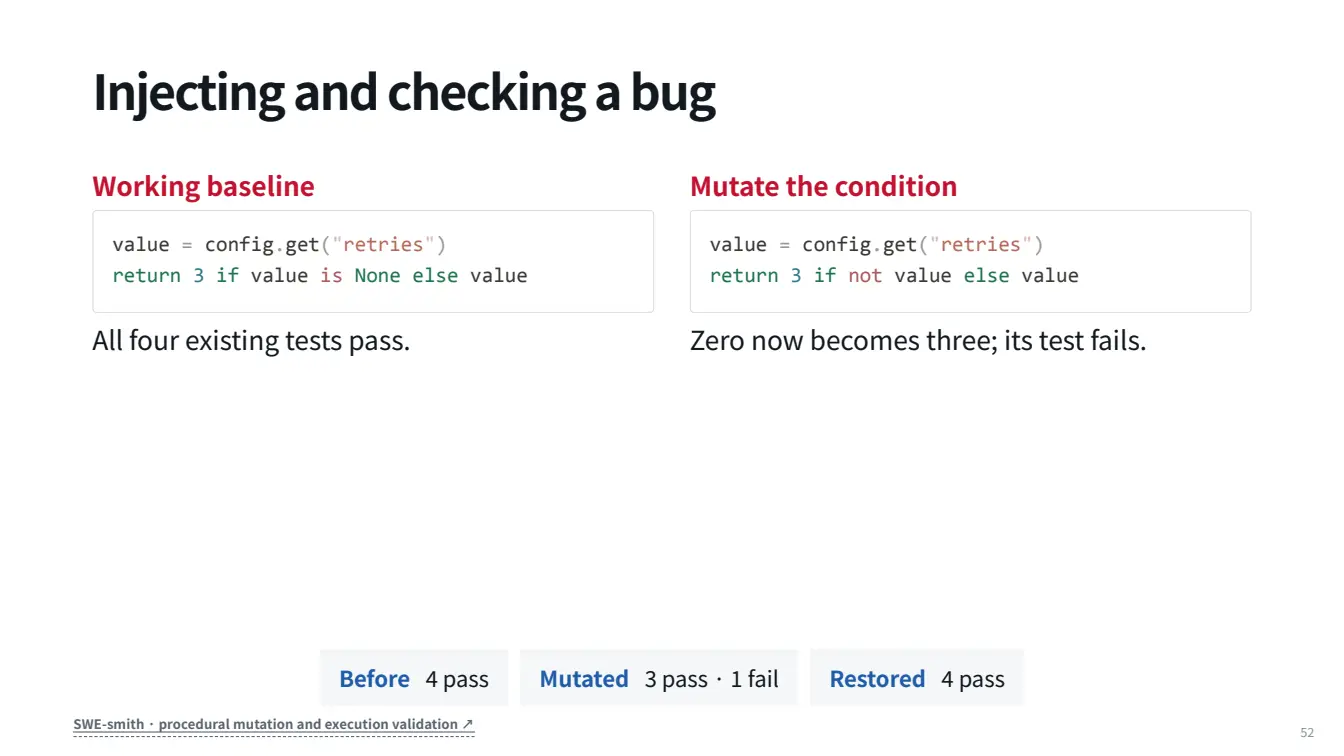 Injecting and checking a bug
Working baseline
value = config.get("retries")
return 3 if value is None else value
All four existing tests pass.
Mutate the condition
value = config.get("retries")
return 3 if not value else value
Zero now becomes three; its test fails.
Before 4 pass
Mutated 3 pass · 1 fail
Restored 4 pass
SWE-smith · procedural mutation and execution validation ↗
52